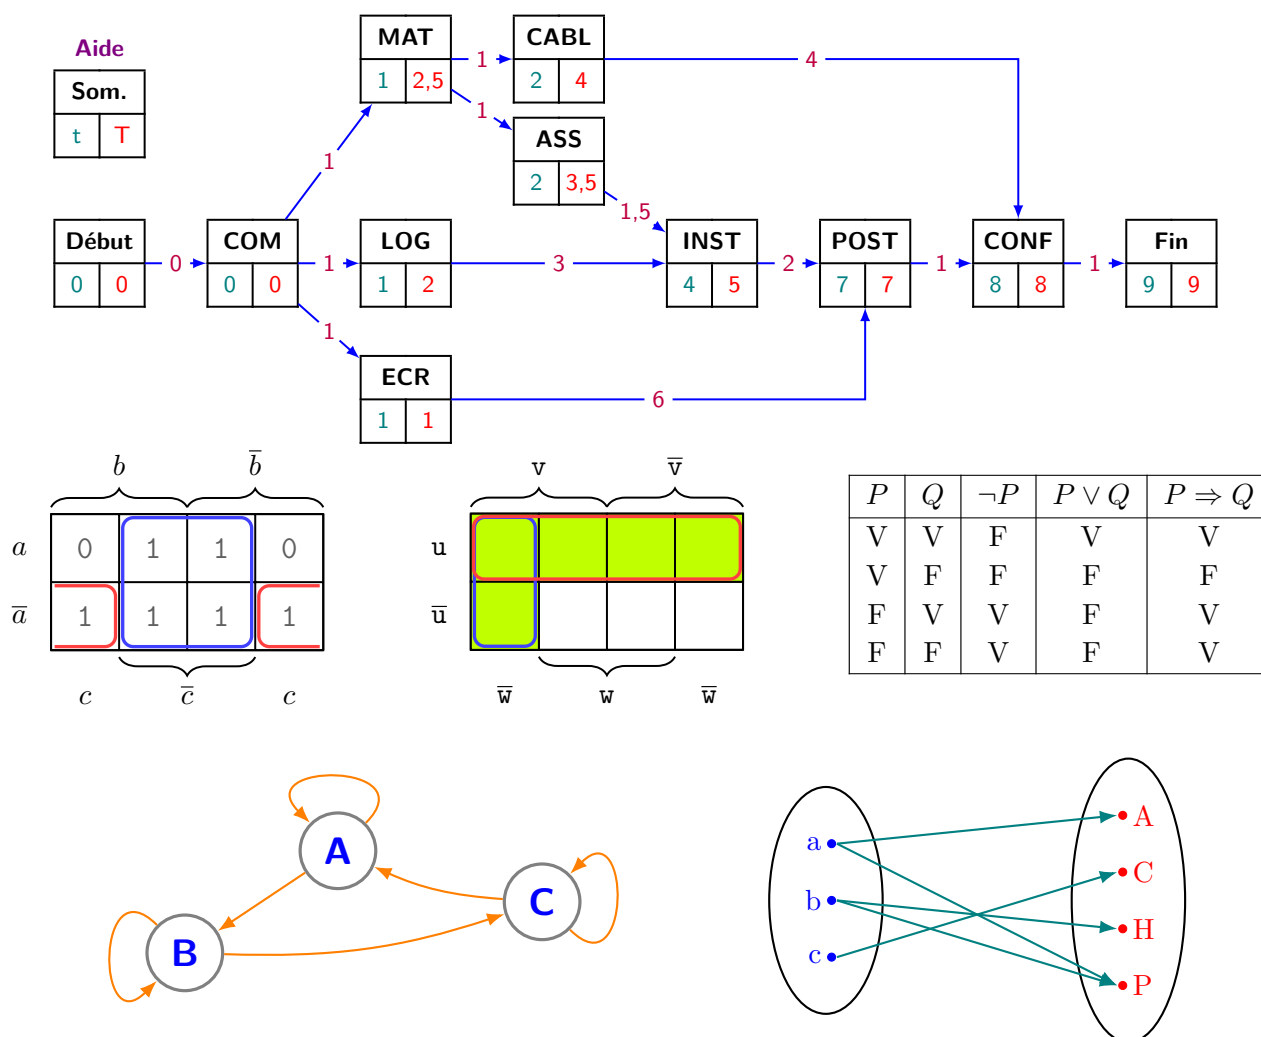 Aide
Som.
t T
MAT
1 2,5
CABL
2 4
1
4
1
ASS
2 3,5
1
1,5
Début
0 0
0
COM
0 0
1
LOG
1 2
3
INST
4 5
2
POST
7 7
1
CONF
8 8
1
Fin
9 9
1
ECR
1 1
6
b b̅
a 0 1 1 0
a̅ 1 1 1 1
c c̅ c
v v̅
u
u̅
w̅ w w̅
P Q ¬P P ∨ Q P ⇒ Q
V V F V V
V F F F F
F V V F V
F F V F V
A
B
C
a
b
c
A
C
H
P